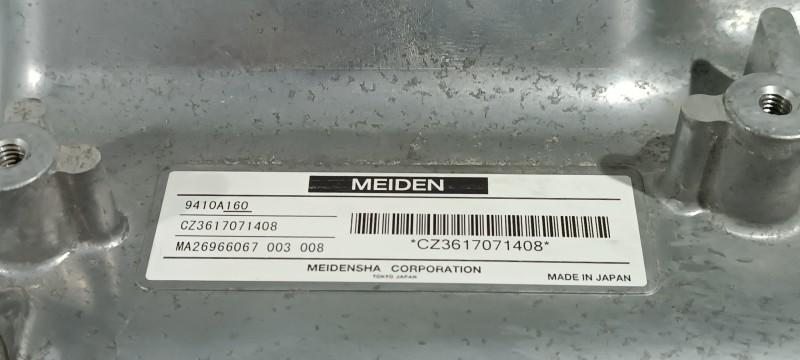 MEIDEN
9410A160
CZ3617071408
MA26966067 003 008
*CZ3617071408*
MEIDENSHA CORPORATION
TOKYO JAPAN
MADE IN JAPAN